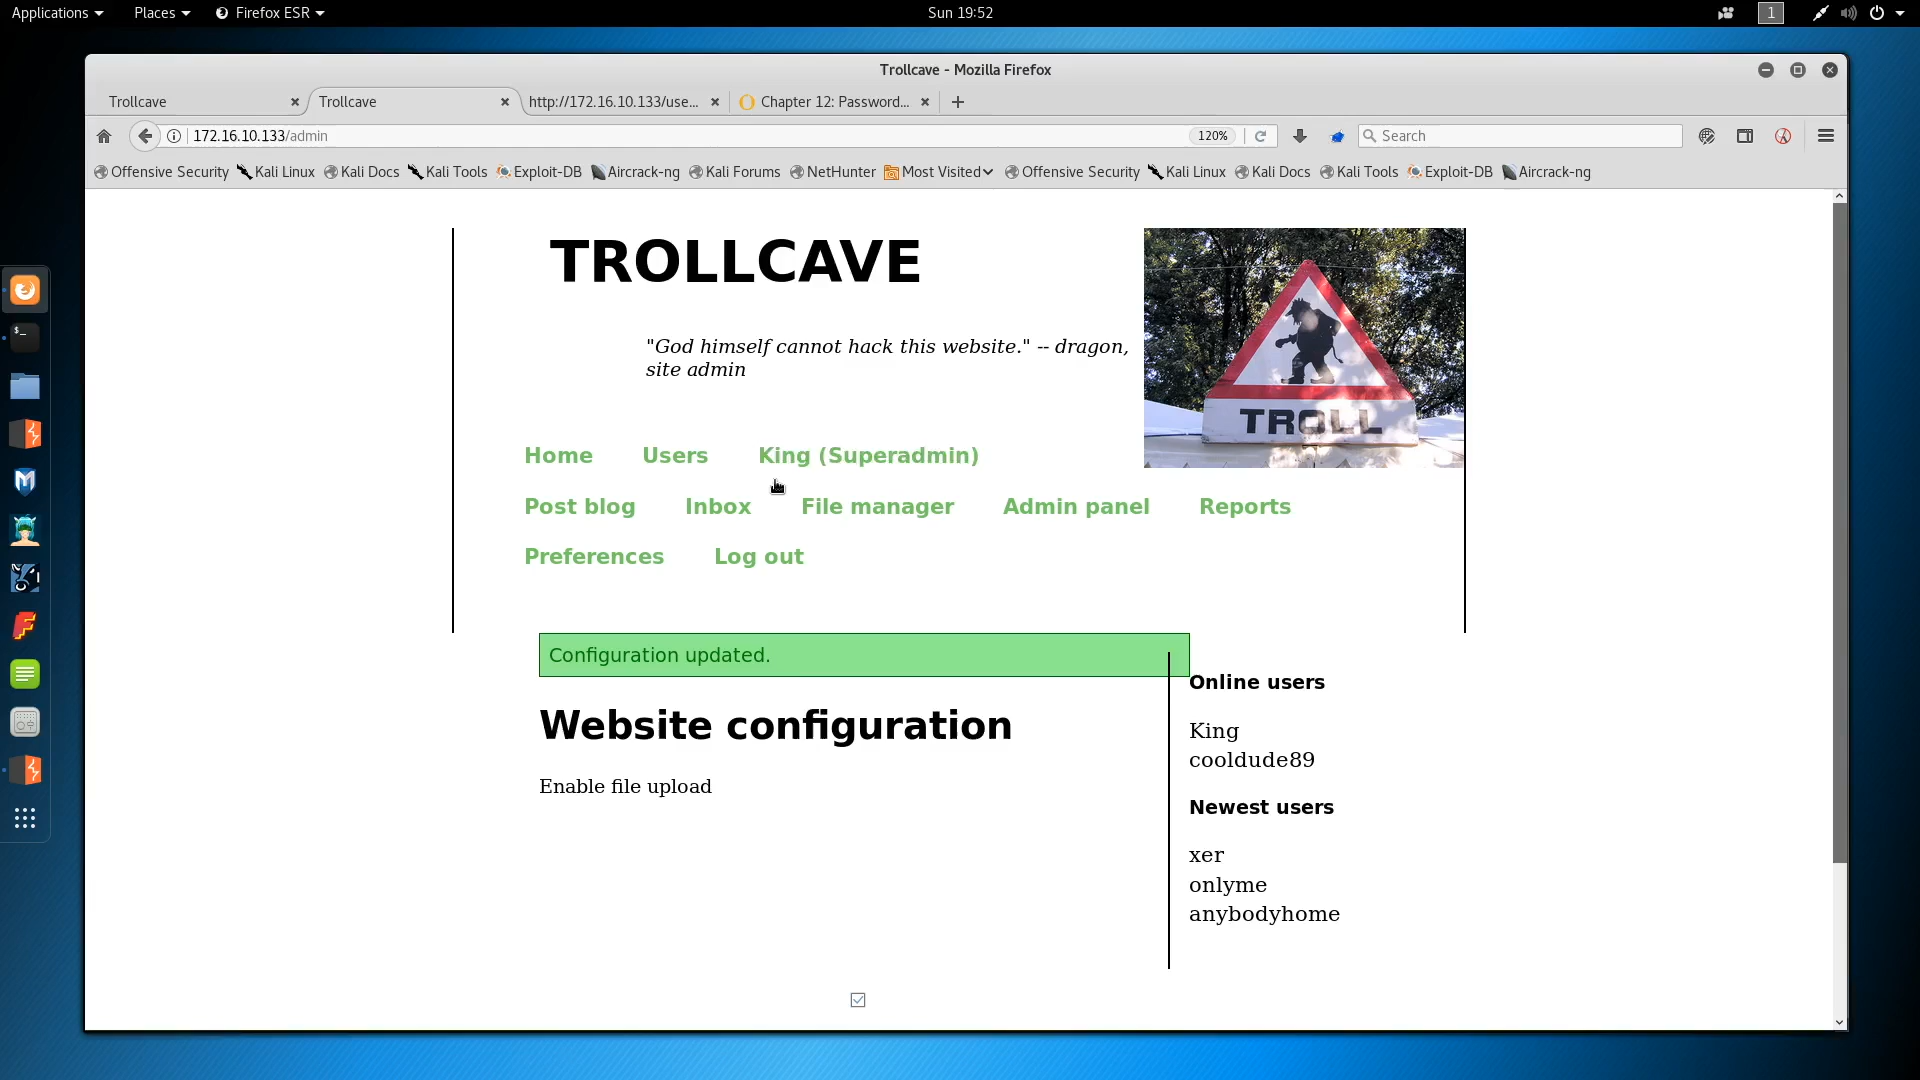 Applications Places Firefox ESR Sun 19:52 1
Trollcave - Mozilla Firefox
Trollcave Trollcave http://172.16.10.133/use... Chapter 12: Password...
172.16.10.133/admin 120% Search
Offensive Security Kali Linux Kali Docs Kali Tools Exploit-DB Aircrack-ng Kali Forums NetHunter Most Visited Offensive Security Kali Linux Kali Docs Kali Tools Exploit-DB Aircrack-ng
TROLLCAVE
"God himself cannot hack this website." -- dragon,
site admin
TROLL
Home Users King (Superadmin)
Post blog Inbox File manager Admin panel Reports
Preferences Log out
Configuration updated.
Website configuration
Enable file upload
Online users
King
cooldude89
Newest users
xer
onlyme
anybodyhome